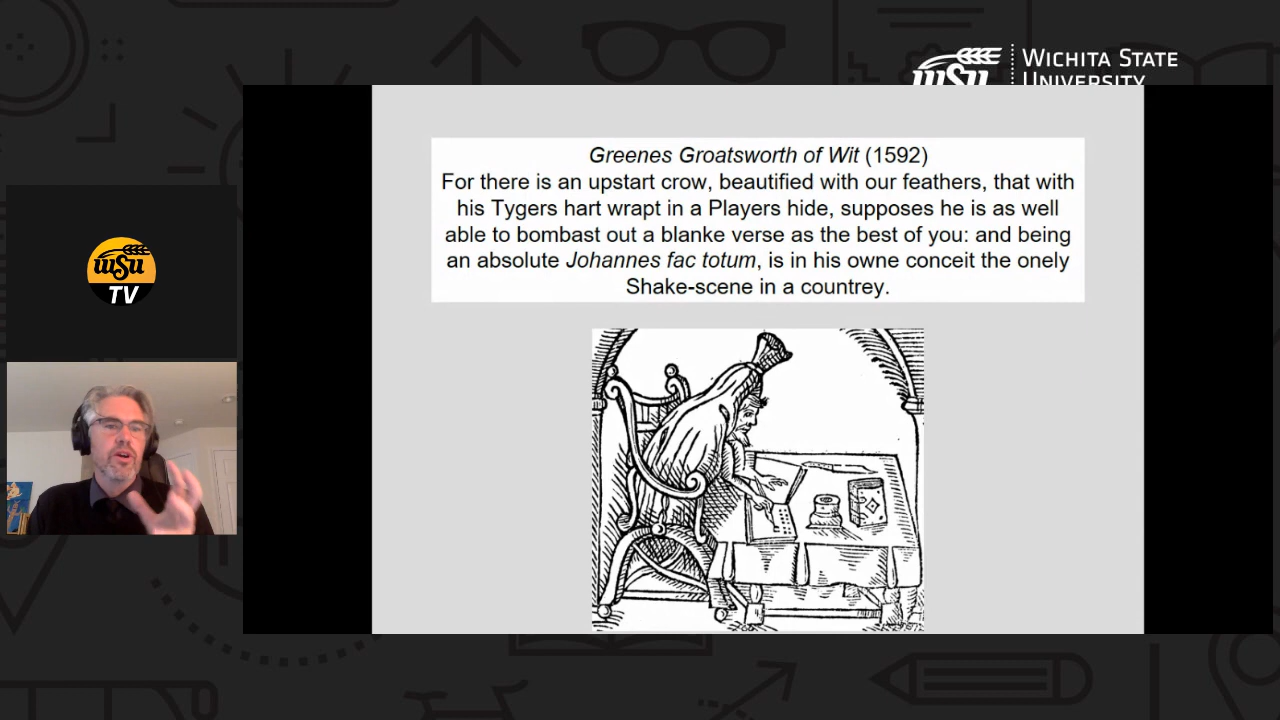 WICHITA STATE
UNIVERSITY
wsu
Greenes Groatsworth of Wit (1592)
For there is an upstart crow, beautified with our feathers, that with
his Tygers hart wrapt in a Players hide, supposes he is as well
able to bombast out a blanke verse as the best of you: and being
an absolute Johannes fac totum, is in his owne conceit the onely
Shake-scene in a countrey.
wsu
TV